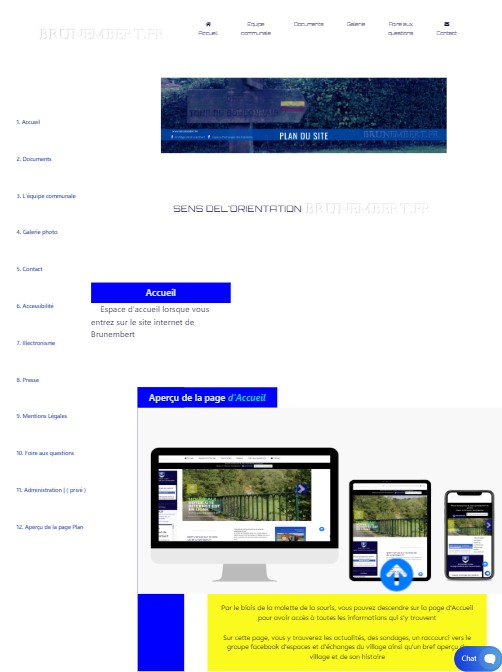 BRUNEMBERT.FR
Accueil
Équipe
communale
Documents
Galerie
Foire aux
questions
Contact
PLAN DU SITE
BRUNEMBERT.FR
SENS DEL'ORIENTATION BRUNEMBERT.FR
1. Accueil
2. Documents
3. L'équipe communale
4. Galerie photo
5. Contact
6. Accessibilité
7. Illectronisme
8. Presse
9. Mentions Légales
10. Foire aux questions
11. Administration | ( privé )
12. Aperçu de la page Plan
Accueil
Espace d'accueil lorsque vous
entrez sur le site internet de
Brunembert
Aperçu de la page d'Accueil
Par le biais de la molette de la souris, vous pouvez descendre sur la page d'Accueil
pour avoir accès à toutes les informations qui s'y trouvent
Sur cette page, vous y trouverez les actualités, des sondages, un raccourci vers le
groupe facebook d'espaces et d'échanges du village ainsi qu'un bref aperçu
village et de son histoire
Chat